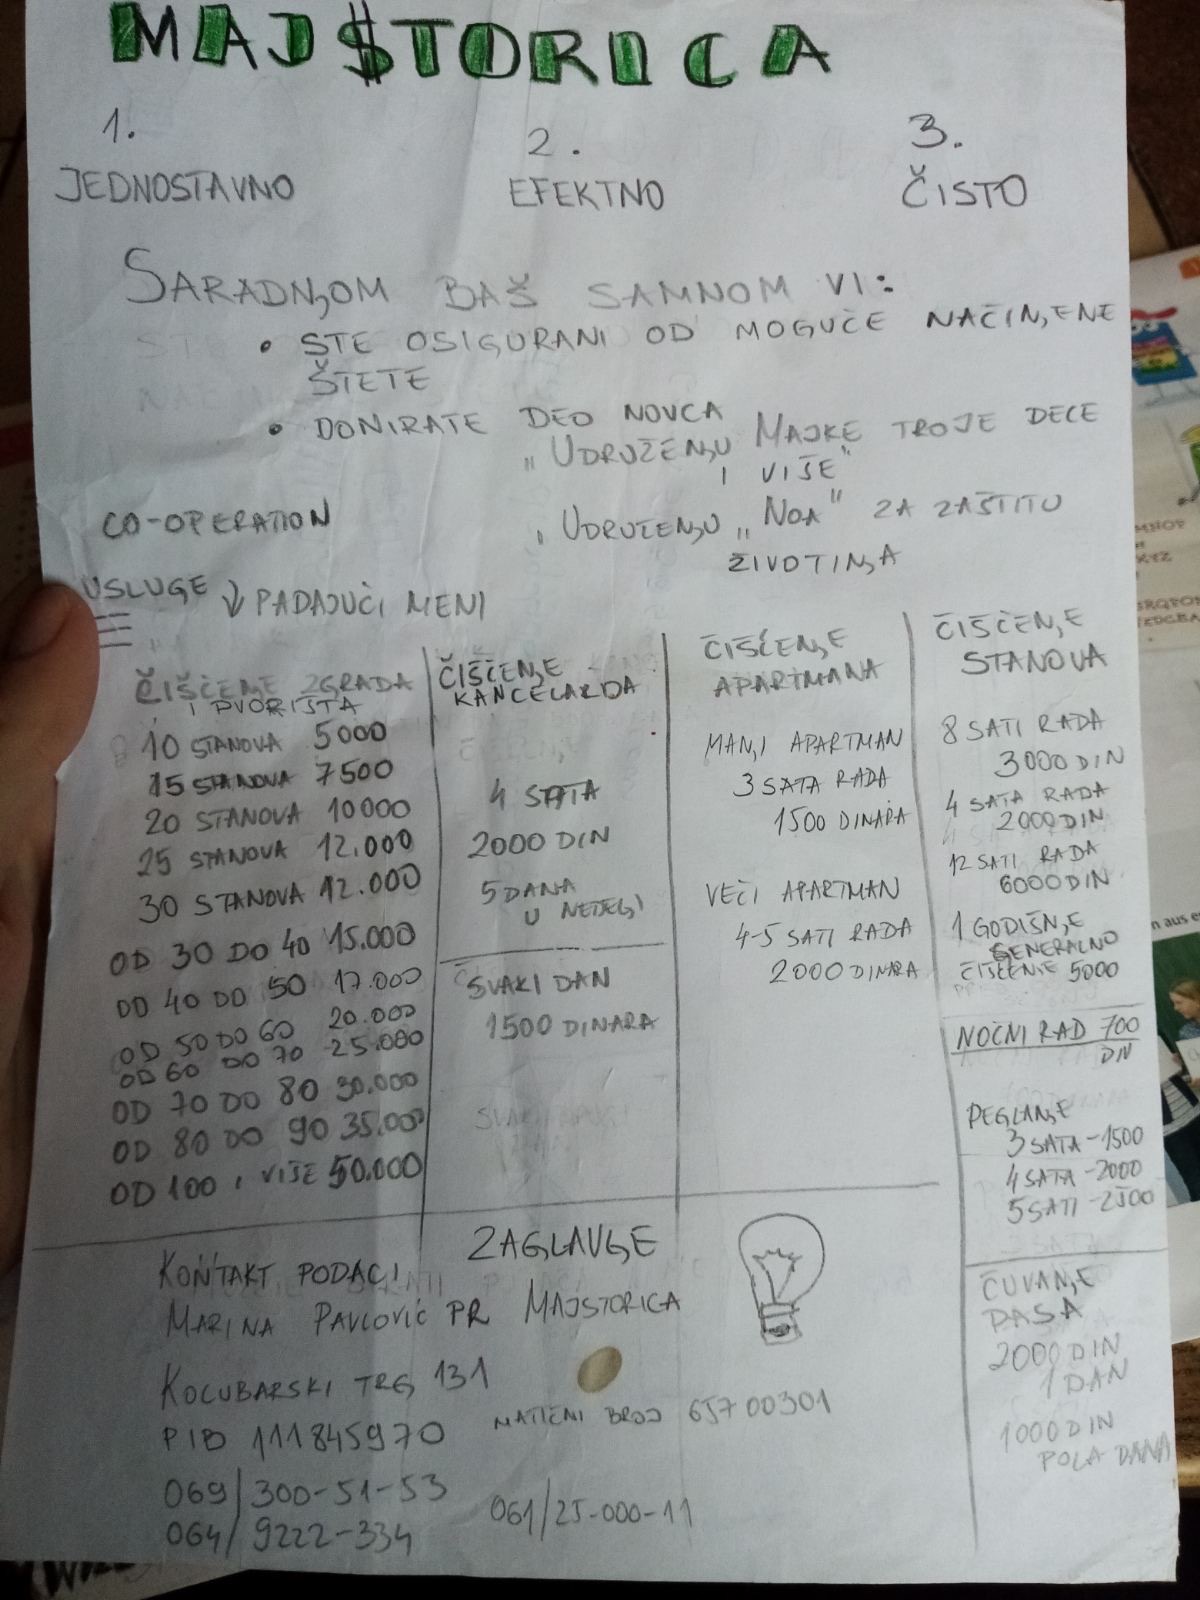 MAJ$TORICA
1. 2. 3.
JEDNOSTAVNO EFEKTNO ČISTO
SARADNJOM BAŠ SAMNOM VI:
• STE OSIGURANI OD MOGUĆE NAČINJENE
ŠTETE
• DONIRATE DEO NOVCA
„UDRUŽENJU MAJKE TROJE DECE
I VIŠE"
CO-OPERATION
„UDRUŽENJU „NOA" ZA ZAŠTITU
ŽIVOTINJA
USLUGE ↓ PADAJUĆI MENI
ČIŠĆENJE ZGRADA
I DVORIŠTA
10 STANOVA 5000
15 STANOVA 7500
20 STANOVA 10000
25 STANOVA 12.000
30 STANOVA 12.000
OD 30 DO 40 15.000
OD 40 DO 50 17.000
OD 50 DO 60 20.000
OD 60 DO 70 25.000
OD 70 DO 80 30.000
OD 80 DO 90 35.000
OD 100 I VIŠE 50.000
ČIŠĆENJE
KANCELARIJA
4 SATA
2000 DIN
5 DANA
U NEDELJI
SVAKI DAN
1500 DINARA
ČIŠĆENJE
APARTMANA
MANJI APARTMAN
3 SATA RADA
1500 DINARA
VEĆI APARTMAN
4-5 SATI RADA
2000 DINARA
ČIŠĆENJE
STANOVA
8 SATI RADA
3000 DIN
4 SATA RADA
2000 DIN
12 SATI RADA
6000 DIN
1 GODIŠNJE
GENERALNO
ČIŠĆENJE 5000
NOĆNI RAD 700
DIN
PEGLANJE
3 SATA - 1500
4 SATA - 2000
5 SATI - 2500
ČUVANJE
PASA
2000 DIN
1 DAN
1000 DIN
POLA DANA
ZAGLAVLJE
KONTAKT PODACI
MARINA PAVLOVIĆ PR MAJSTORICA
KOLUBARSKI TRG 131
PIB 111845970 MATIČNI BROJ 65700301
069/300-51-53
064/9222-334 061/25-000-11